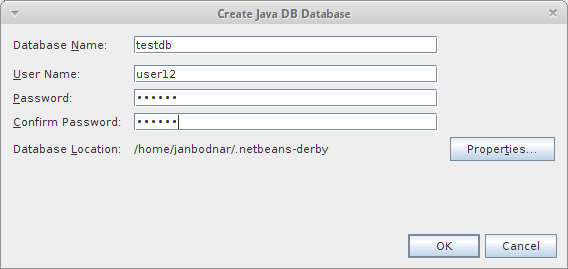 Create Java DB Database
Database Name: testdb
User Name: user12
Password: ••••••
Confirm Password: ••••••
Database Location: /home/janbodnar/.netbeans-derby Properties...
OK Cancel